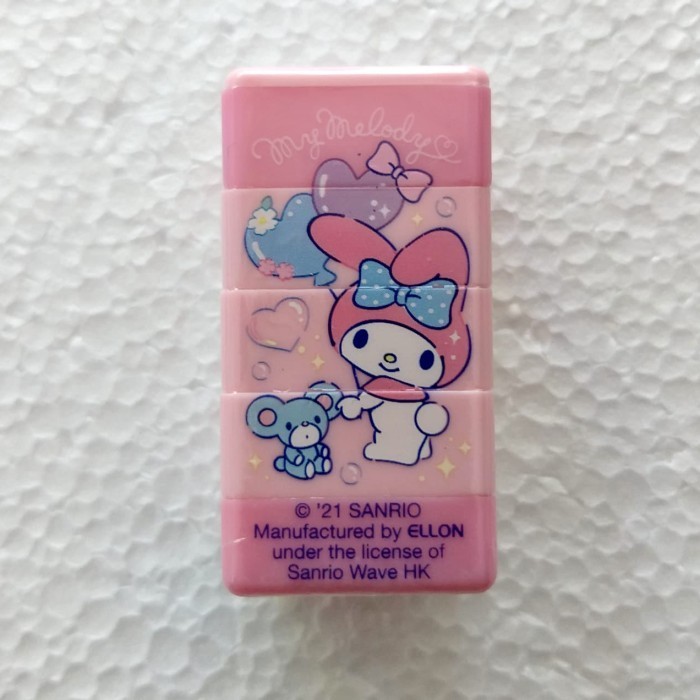 My Melody
© '21 SANRIO
Manufactured by ELLON
under the license of
Sanrio Wave HK